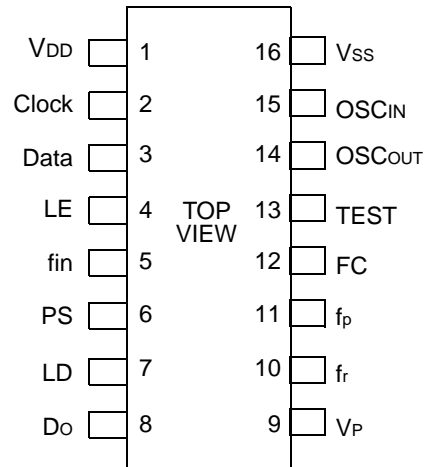 VDD 1 16 VSS
Clock 2 15 OSCIN
Data 3 14 OSCOUT
LE 4 TOP 13 TEST
VIEW
fin 5 12 FC
PS 6 11 fp
LD 7 10 fr
DO 8 9 VP